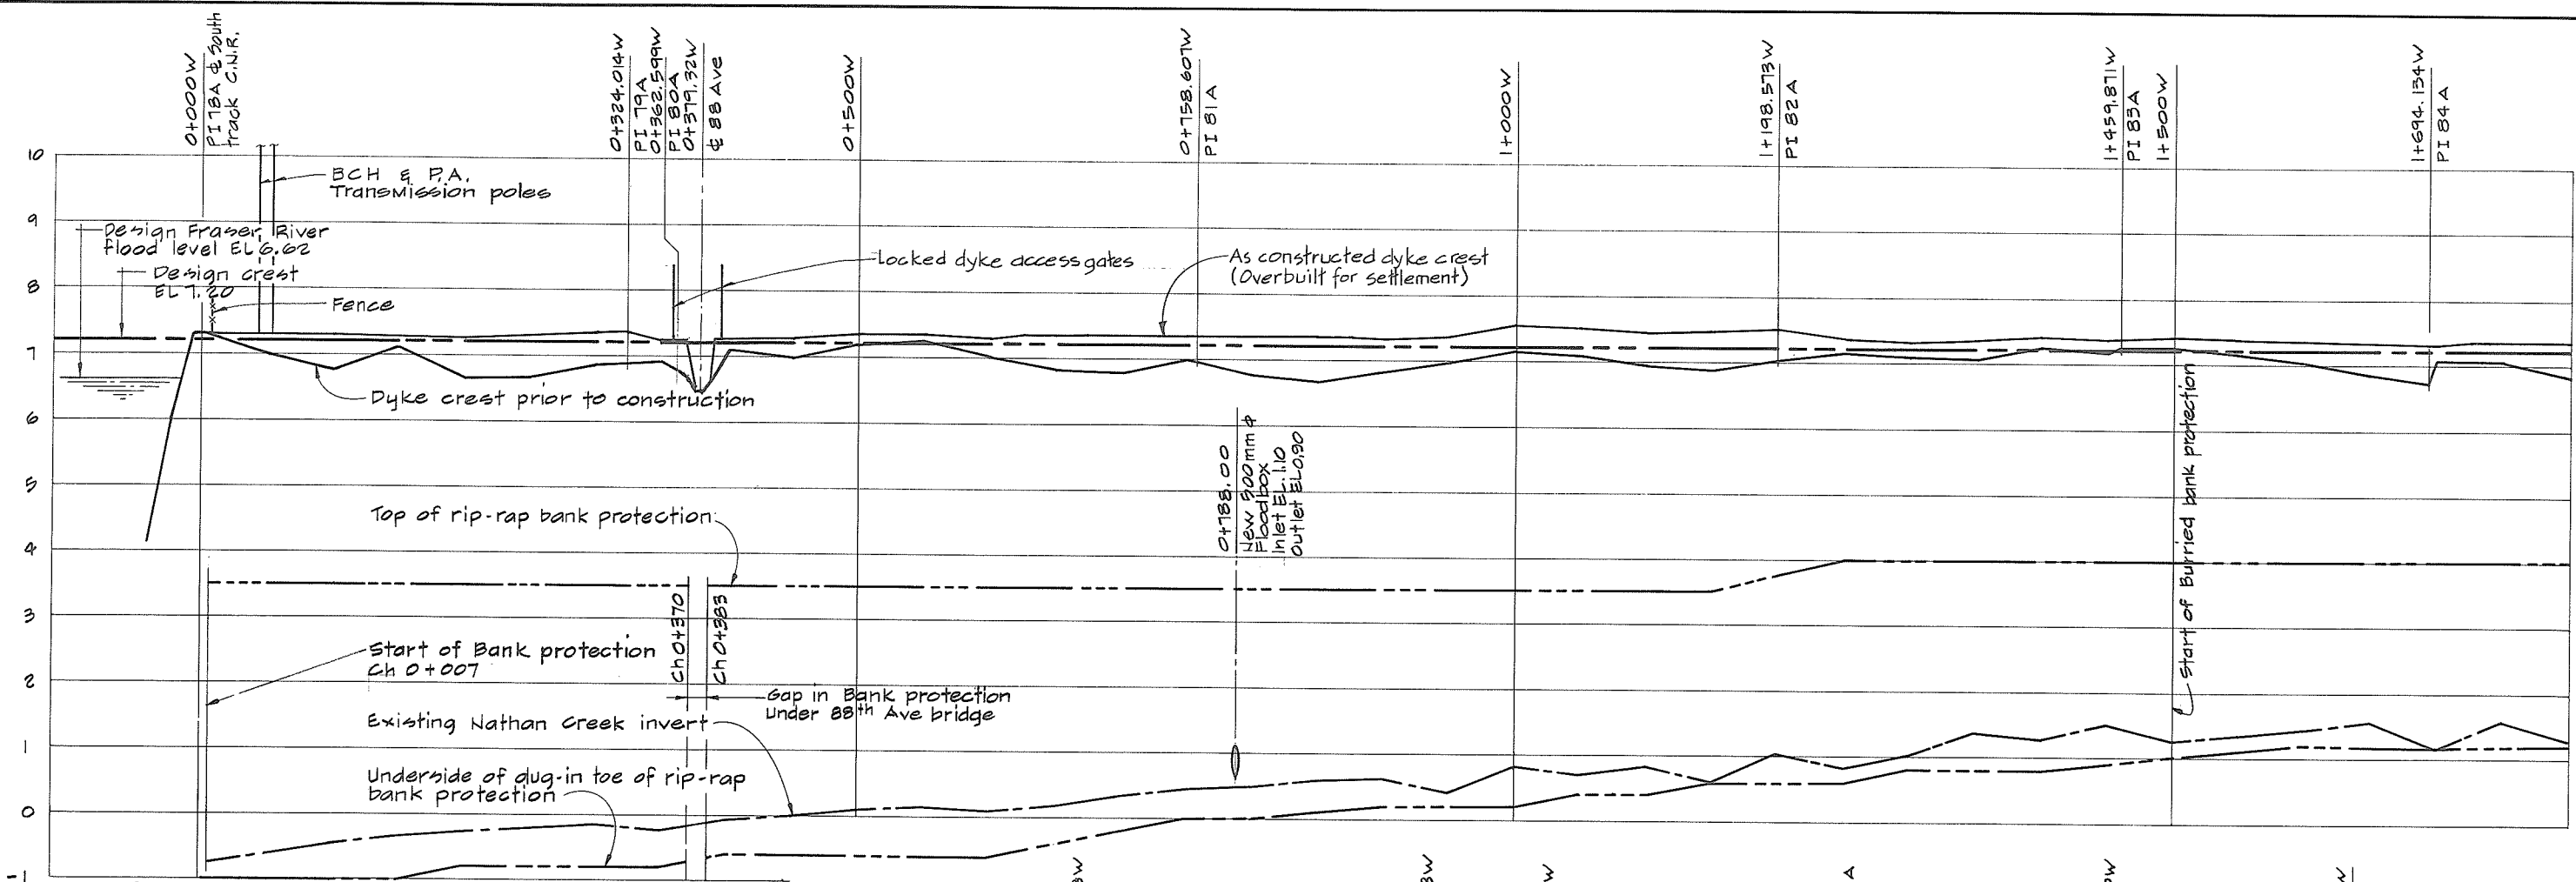 0+000W
PI 78A & South
track C.N.R.
0+324.014W
PI 79A
0+362.599W
PI 80A
0+379.32W
℄ 88 Ave
0+500W
0+758.607W
PI 81A
1+000W
1+198.573W
PI 82A
1+459.871W
PI 83A
1+500W
1+694.134W
PI 84A
10
BCH & P.A.
Transmission poles
9
Design Fraser River
flood level EL 6.62
Design crest
EL 7.20
Fence
Locked dyke access gates
As constructed dyke crest
(Overbuilt for settlement)
8
7
Dyke crest prior to construction
6
5
Top of rip-rap bank protection
0+788.00
New 500mm ϕ
Floodbox
Inlet EL.1.10
Outlet EL.0.90
Start of Burried bank protection
4
3
Ch 0+370
Ch 0+383
Start of Bank protection
Ch 0+007
2
Gap in Bank protection
Under 88th Ave bridge
Existing Nathan Creek invert
1
Underside of dug-in toe of rip-rap
bank protection
0
-1
W
W
W
A
W
W